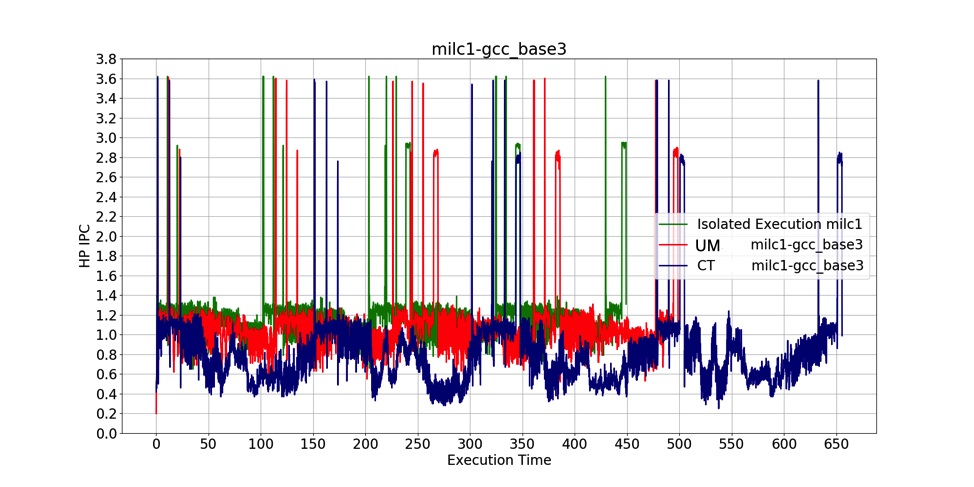 milc1-gcc_base3
HP IPC
3.8
3.6
3.4
3.2
3.0
2.8
2.6
2.4
2.2
2.0
1.8
1.6
1.4
1.2
1.0
0.8
0.6
0.4
0.2
0.0
Isolated Execution milc1
UM milc1-gcc_base3
CT milc1-gcc_base3
0 50 100 150 200 250 300 350 400 450 500 550 600 650
Execution Time